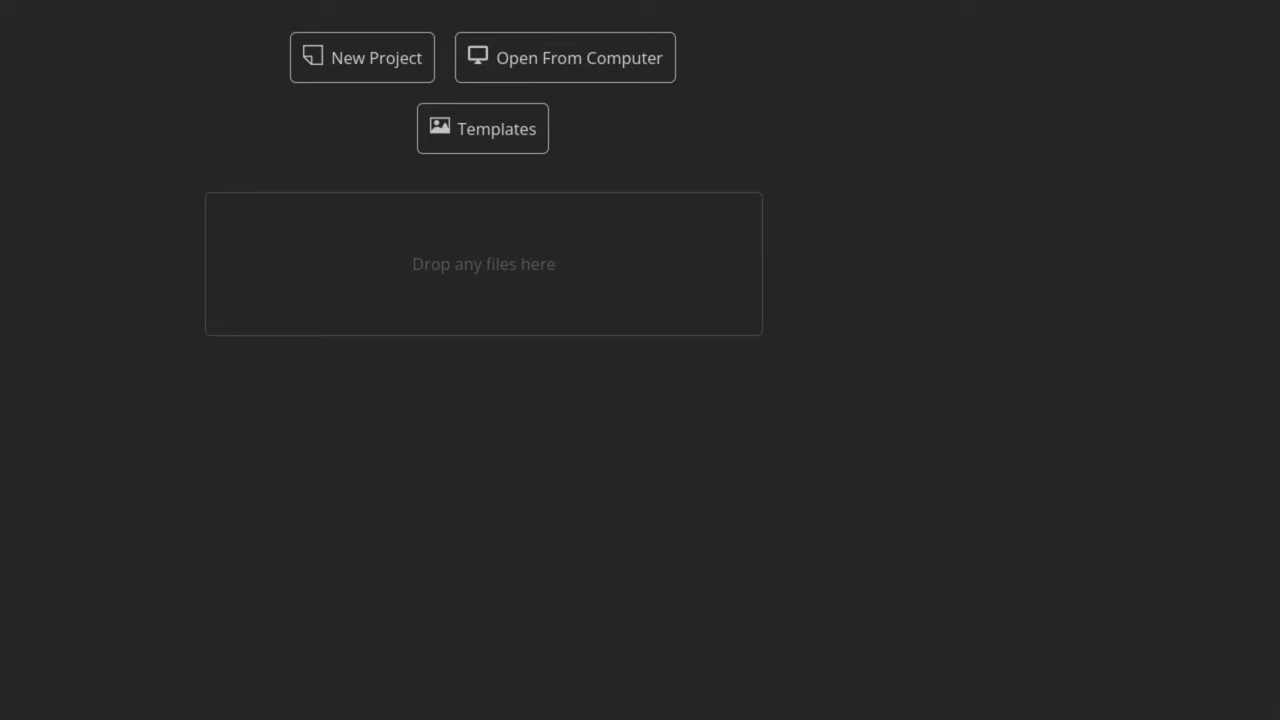 New Project
Open From Computer
Templates
Drop any files here